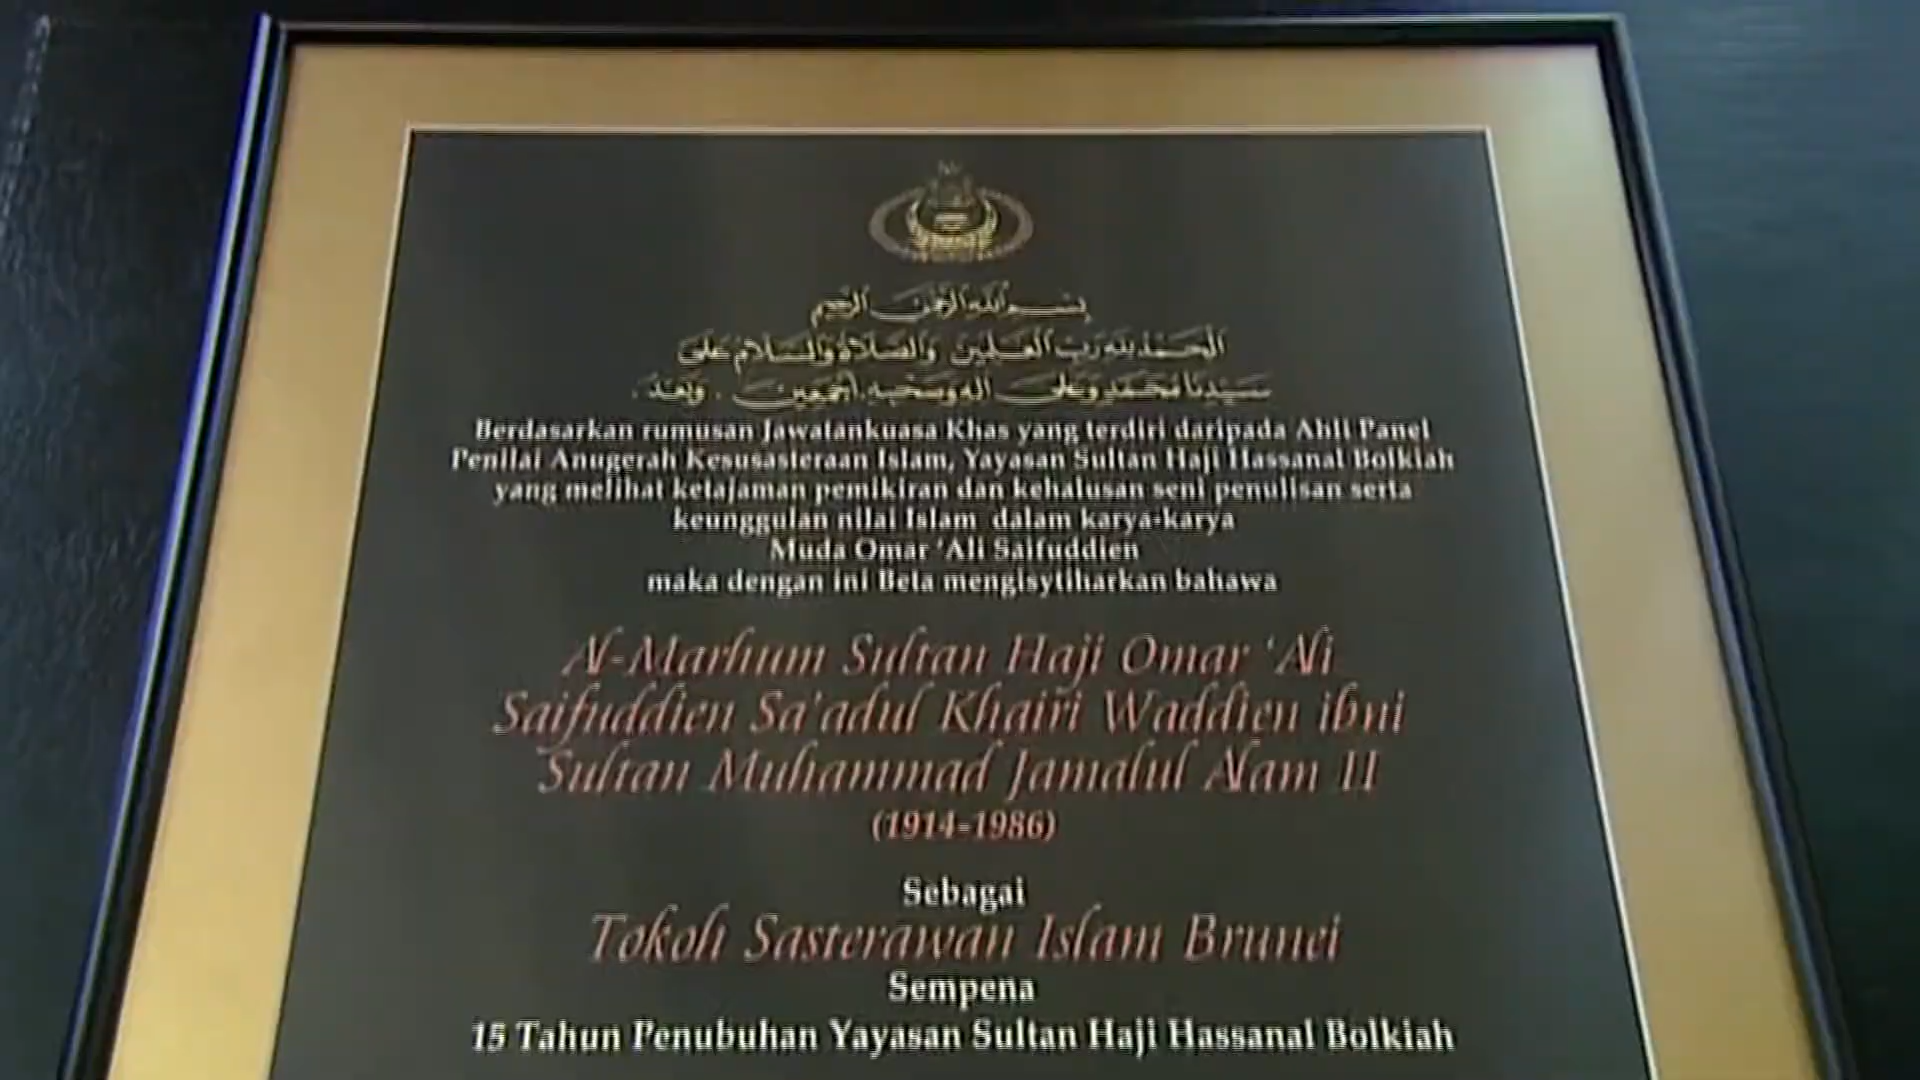 بسم الله الرحمن الرحيم
الحمد لله رب العلمين والصلاة والسلام على
سيدنا محمد وعلى اله وصحبه اجمعين . وبعد .
Berdasarkan rumusan Jawatankuasa Khas yang terdiri daripada Ahli Panel
Penilai Anugerah Kesusasteraan Islam, Yayasan Sultan Haji Hassanal Bolkiah
yang melihat ketajaman pemikiran dan kehalusan seni penulisan serta
keunggulan nilai Islam dalam karya-karya
Muda Omar ‘Ali Saifuddien
maka dengan ini Beta mengisytiharkan bahawa
Al-Marhum Sultan Haji Omar ‘Ali
Saifuddien Sa'adul Khairi Waddien ibni
Sultan Muhammad Jamalul Alam II
(1914-1986)
Sebagai
Tokoh Sasterawan Islam Brunei
Sempena
15 Tahun Penubuhan Yayasan Sultan Haji Hassanal Bolkiah